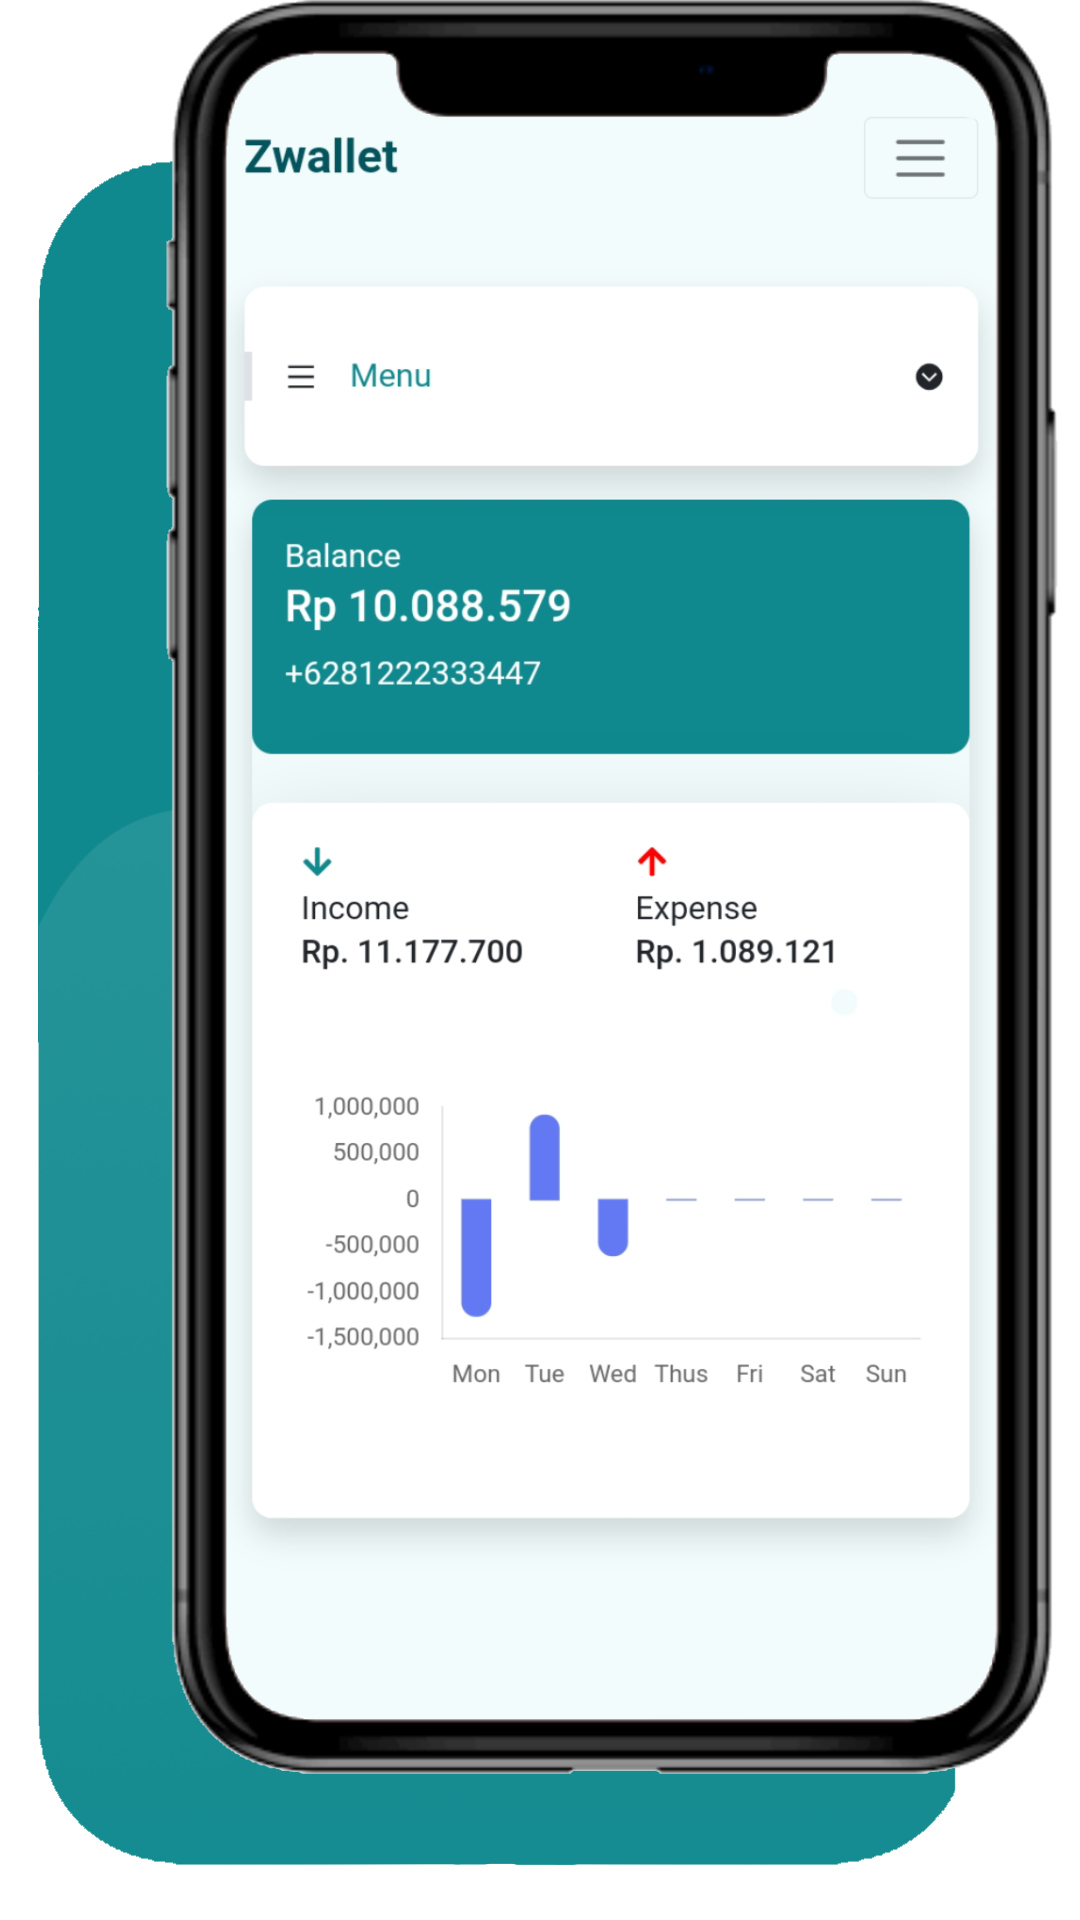 Zwallet
Menu
Balance
Rp 10.088.579
+6281222333447
Income
Rp. 11.177.700
Expense
Rp. 1.089.121
1,000,000
500,000
0
-500,000
-1,000,000
-1,500,000
Mon Tue Wed Thus Fri Sat Sun